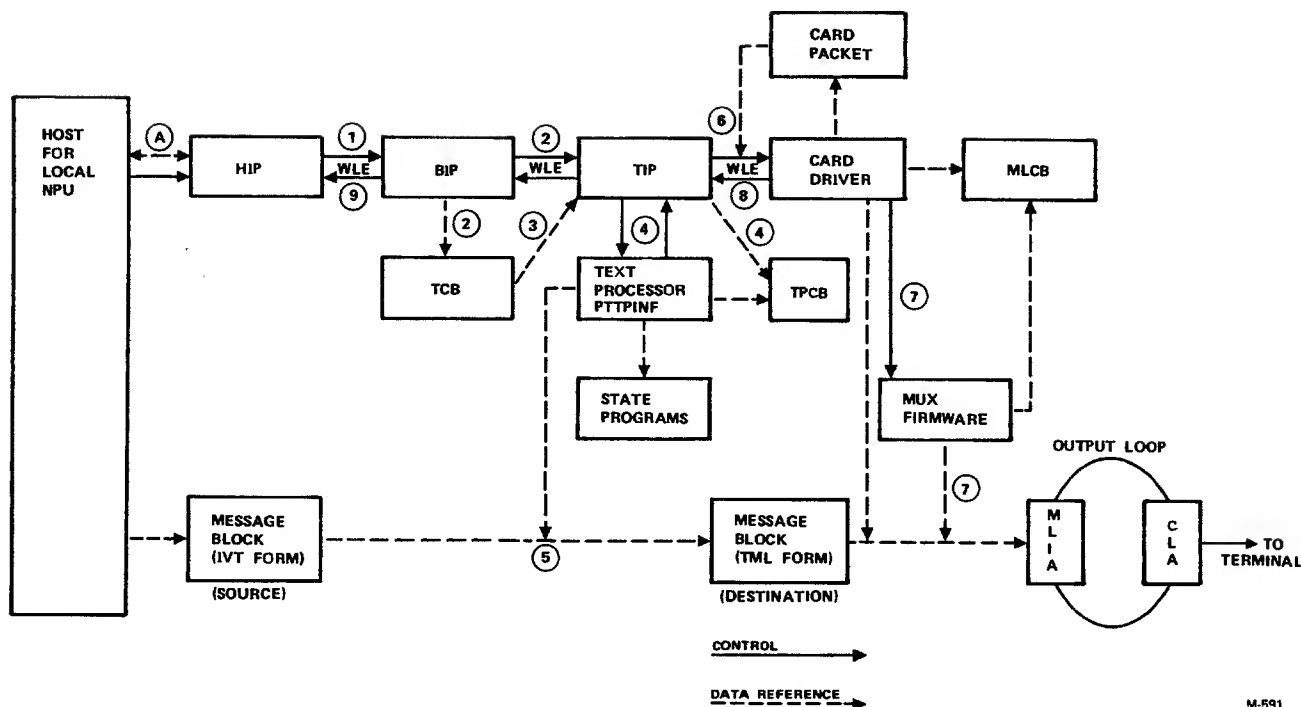 CARD
PACKET
HOST
FOR
LOCAL
NPU
A
HIP
1
WLE
9
BIP
2
WLE
TIP
6
WLE
8
CARD
DRIVER
MLCB
2
3
4
4
TCB
TEXT
PROCESSOR
PTTPINF
TPCB
7
STATE
PROGRAMS
MUX
FIRMWARE
OUTPUT LOOP
7
MESSAGE
BLOCK
(IVT FORM)
(SOURCE)
5
MESSAGE
BLOCK
(TML FORM)
(DESTINATION)
MLIA
CLA
TO
TERMINAL
CONTROL
DATA REFERENCE
M-591